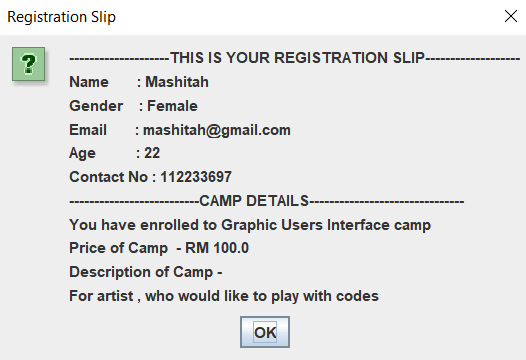 Registration Slip
--------------------THIS IS YOUR REGISTRATION SLIP-------------------
Name : Mashitah
Gender : Female
Email : mashitah@gmail.com
Age : 22
Contact No : 112233697
--------------------------CAMP DETAILS-------------------------------
You have enrolled to Graphic Users Interface camp
Price of Camp - RM 100.0
Description of Camp -
For artist , who would like to play with codes
OK